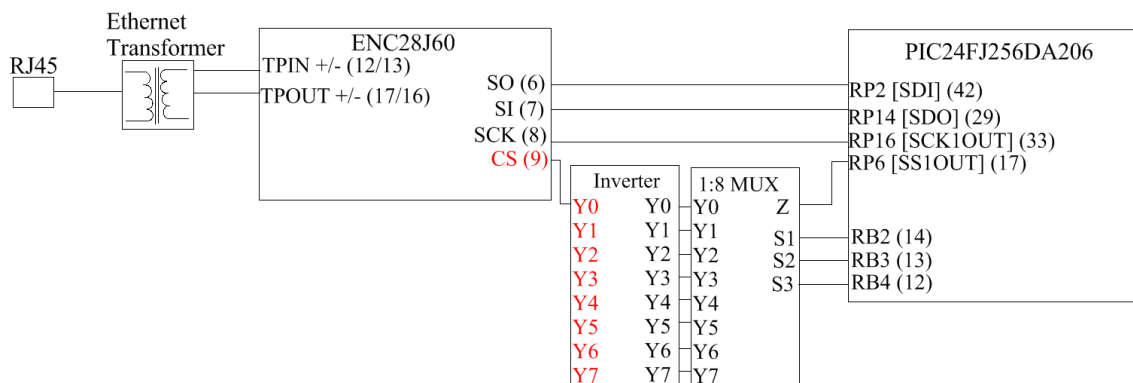 Ethernet
Transformer
RJ45
ENC28J60
TPIN +/- (12/13)
TPOUT +/- (17/16)
SO (6)
SI (7)
SCK (8)
CS (9)
PIC24FJ256DA206
RP2 [SDI] (42)
RP14 [SDO] (29)
RP16 [SCK1OUT] (33)
RP6 [SS1OUT] (17)
RB2 (14)
RB3 (13)
RB4 (12)
Inverter
Y0 Y0
Y1 Y1
Y2 Y2
Y3 Y3
Y4 Y4
Y5 Y5
Y6 Y6
Y7 Y7
1:8 MUX
Y0 Z
Y1 S1
Y2 S2
Y3 S3
Y4
Y5
Y6
Y7